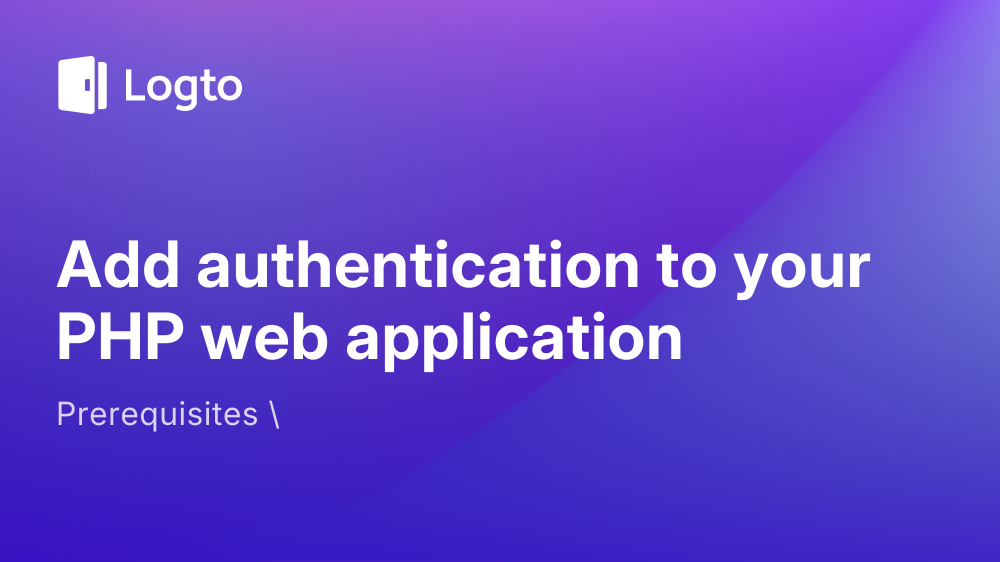 Logto
Add authentication to your
PHP web application
Prerequisites \